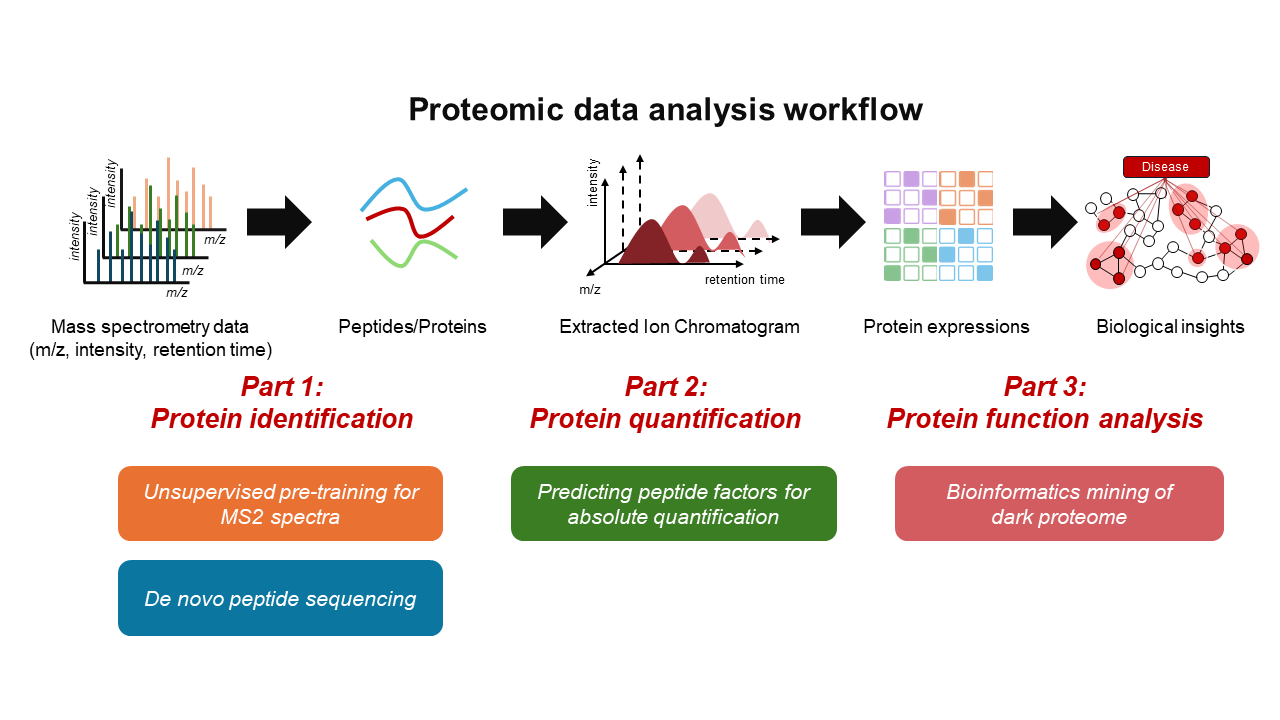 Proteomic data analysis workflow
intensity
m/z
intensity
m/z
intensity
m/z
intensity
retention time
m/z
Disease
Mass spectrometry data
(m/z, intensity, retention time)
Peptides/Proteins
Extracted Ion Chromatogram
Protein expressions
Biological insights
Part 1:
Protein identification
Part 2:
Protein quantification
Part 3:
Protein function analysis
Unsupervised pre-training for
MS2 spectra
De novo peptide sequencing
Predicting peptide factors for
absolute quantification
Bioinformatics mining of
dark proteome